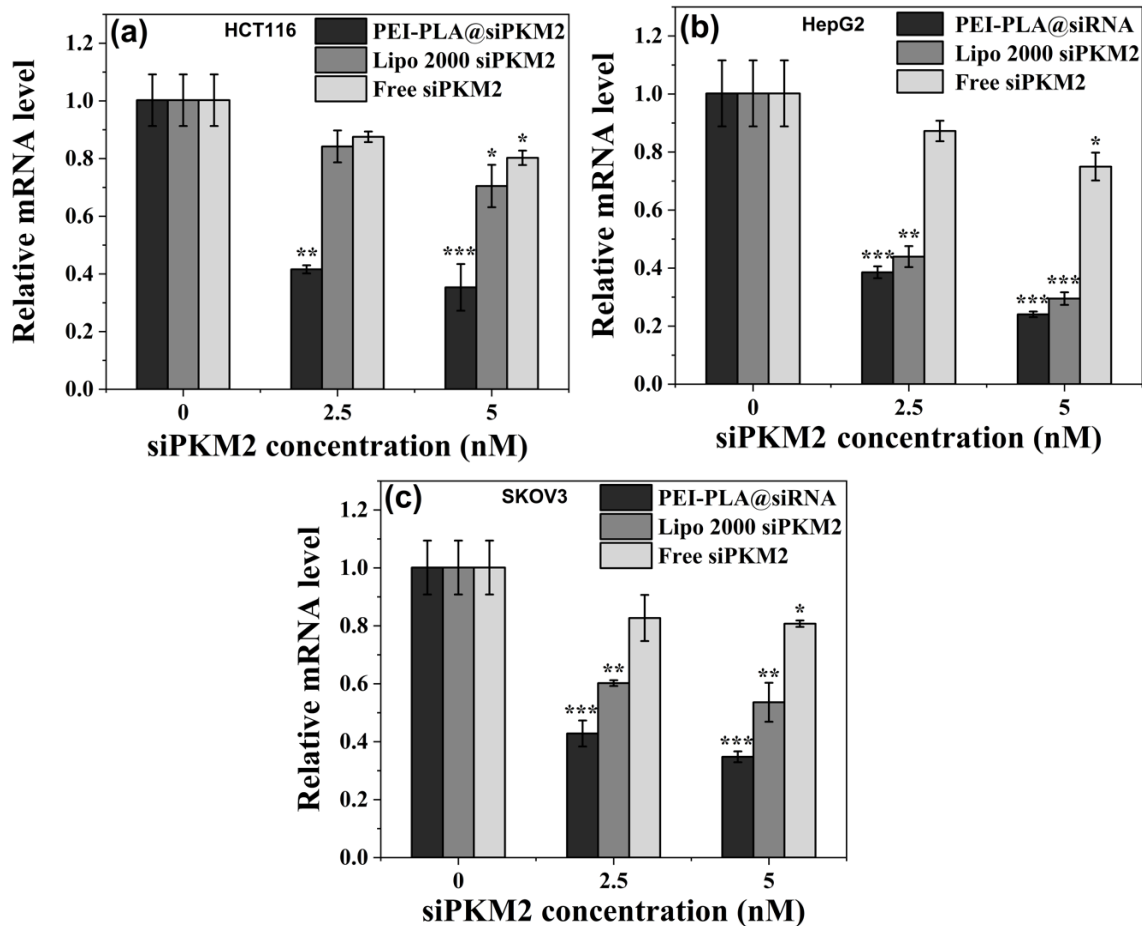 (a)
HCT116
PEI-PLA@siPKM2
Lipo 2000 siPKM2
Free siPKM2
Relative mRNA level
1.2
1.0
0.8
0.6
0.4
0.2
0.0
**
***
*
*
0
2.5
5
siPKM2 concentration (nM)
(b)
HepG2
PEI-PLA@siRNA
Lipo 2000 siPKM2
Free siPKM2
Relative mRNA level
1.2
1.0
0.8
0.6
0.4
0.2
0.0
***
**
***
***
*
0
2.5
5
siPKM2 concentration (nM)
(c)
SKOV3
PEI-PLA@siRNA
Lipo 2000 siPKM2
Free siPKM2
Relative mRNA level
1.2
1.0
0.8
0.6
0.4
0.2
0.0
***
**
***
**
*
0
2.5
5
siPKM2 concentration (nM)